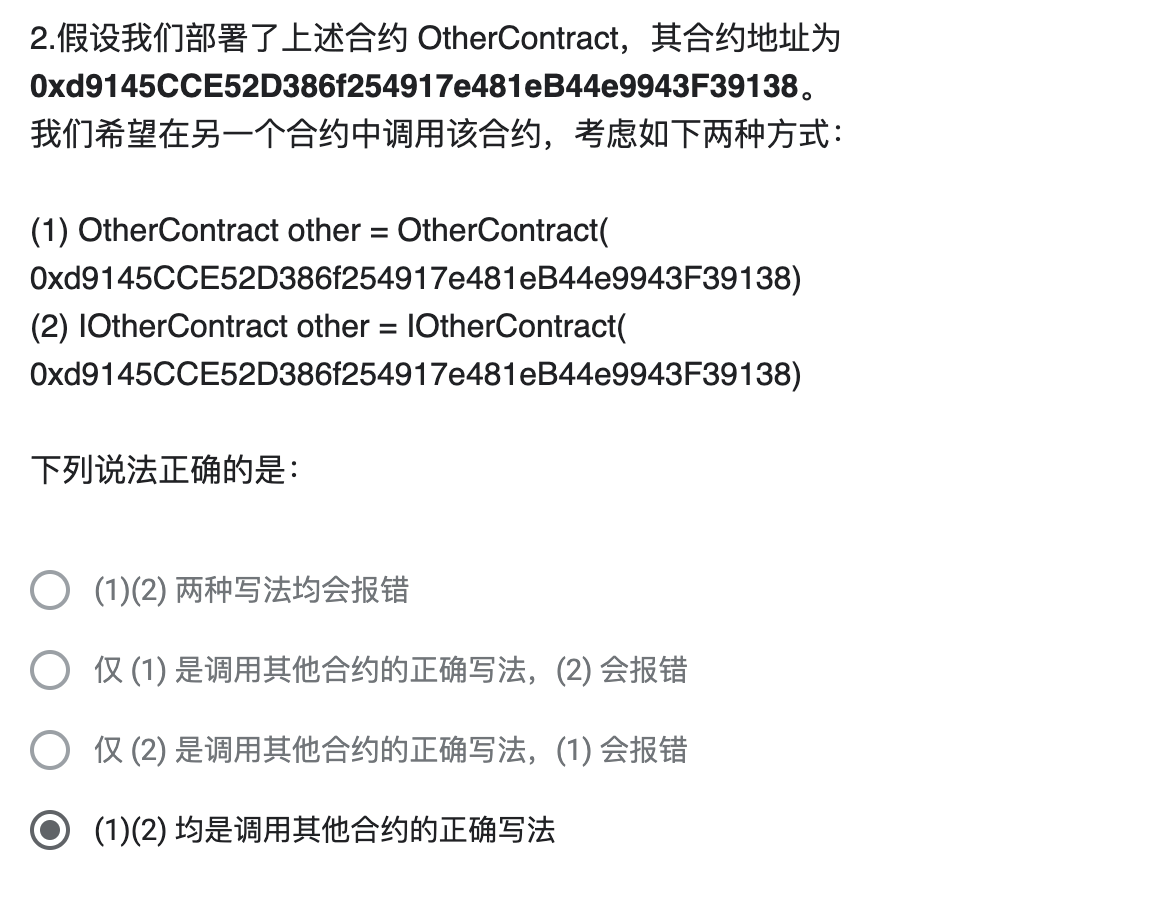 2.假设我们部署了上述合约 OtherContract，其合约地址为
0xd9145CCE52D386f254917e481eB44e9943F39138。
我们希望在另一个合约中调用该合约，考虑如下两种方式：
(1) OtherContract other = OtherContract(
0xd9145CCE52D386f254917e481eB44e9943F39138)
(2) IOtherContract other = IOtherContract(
0xd9145CCE52D386f254917e481eB44e9943F39138)
下列说法正确的是：
(1)(2) 两种写法均会报错
仅 (1) 是调用其他合约的正确写法，(2) 会报错
仅 (2) 是调用其他合约的正确写法，(1) 会报错
(1)(2) 均是调用其他合约的正确写法